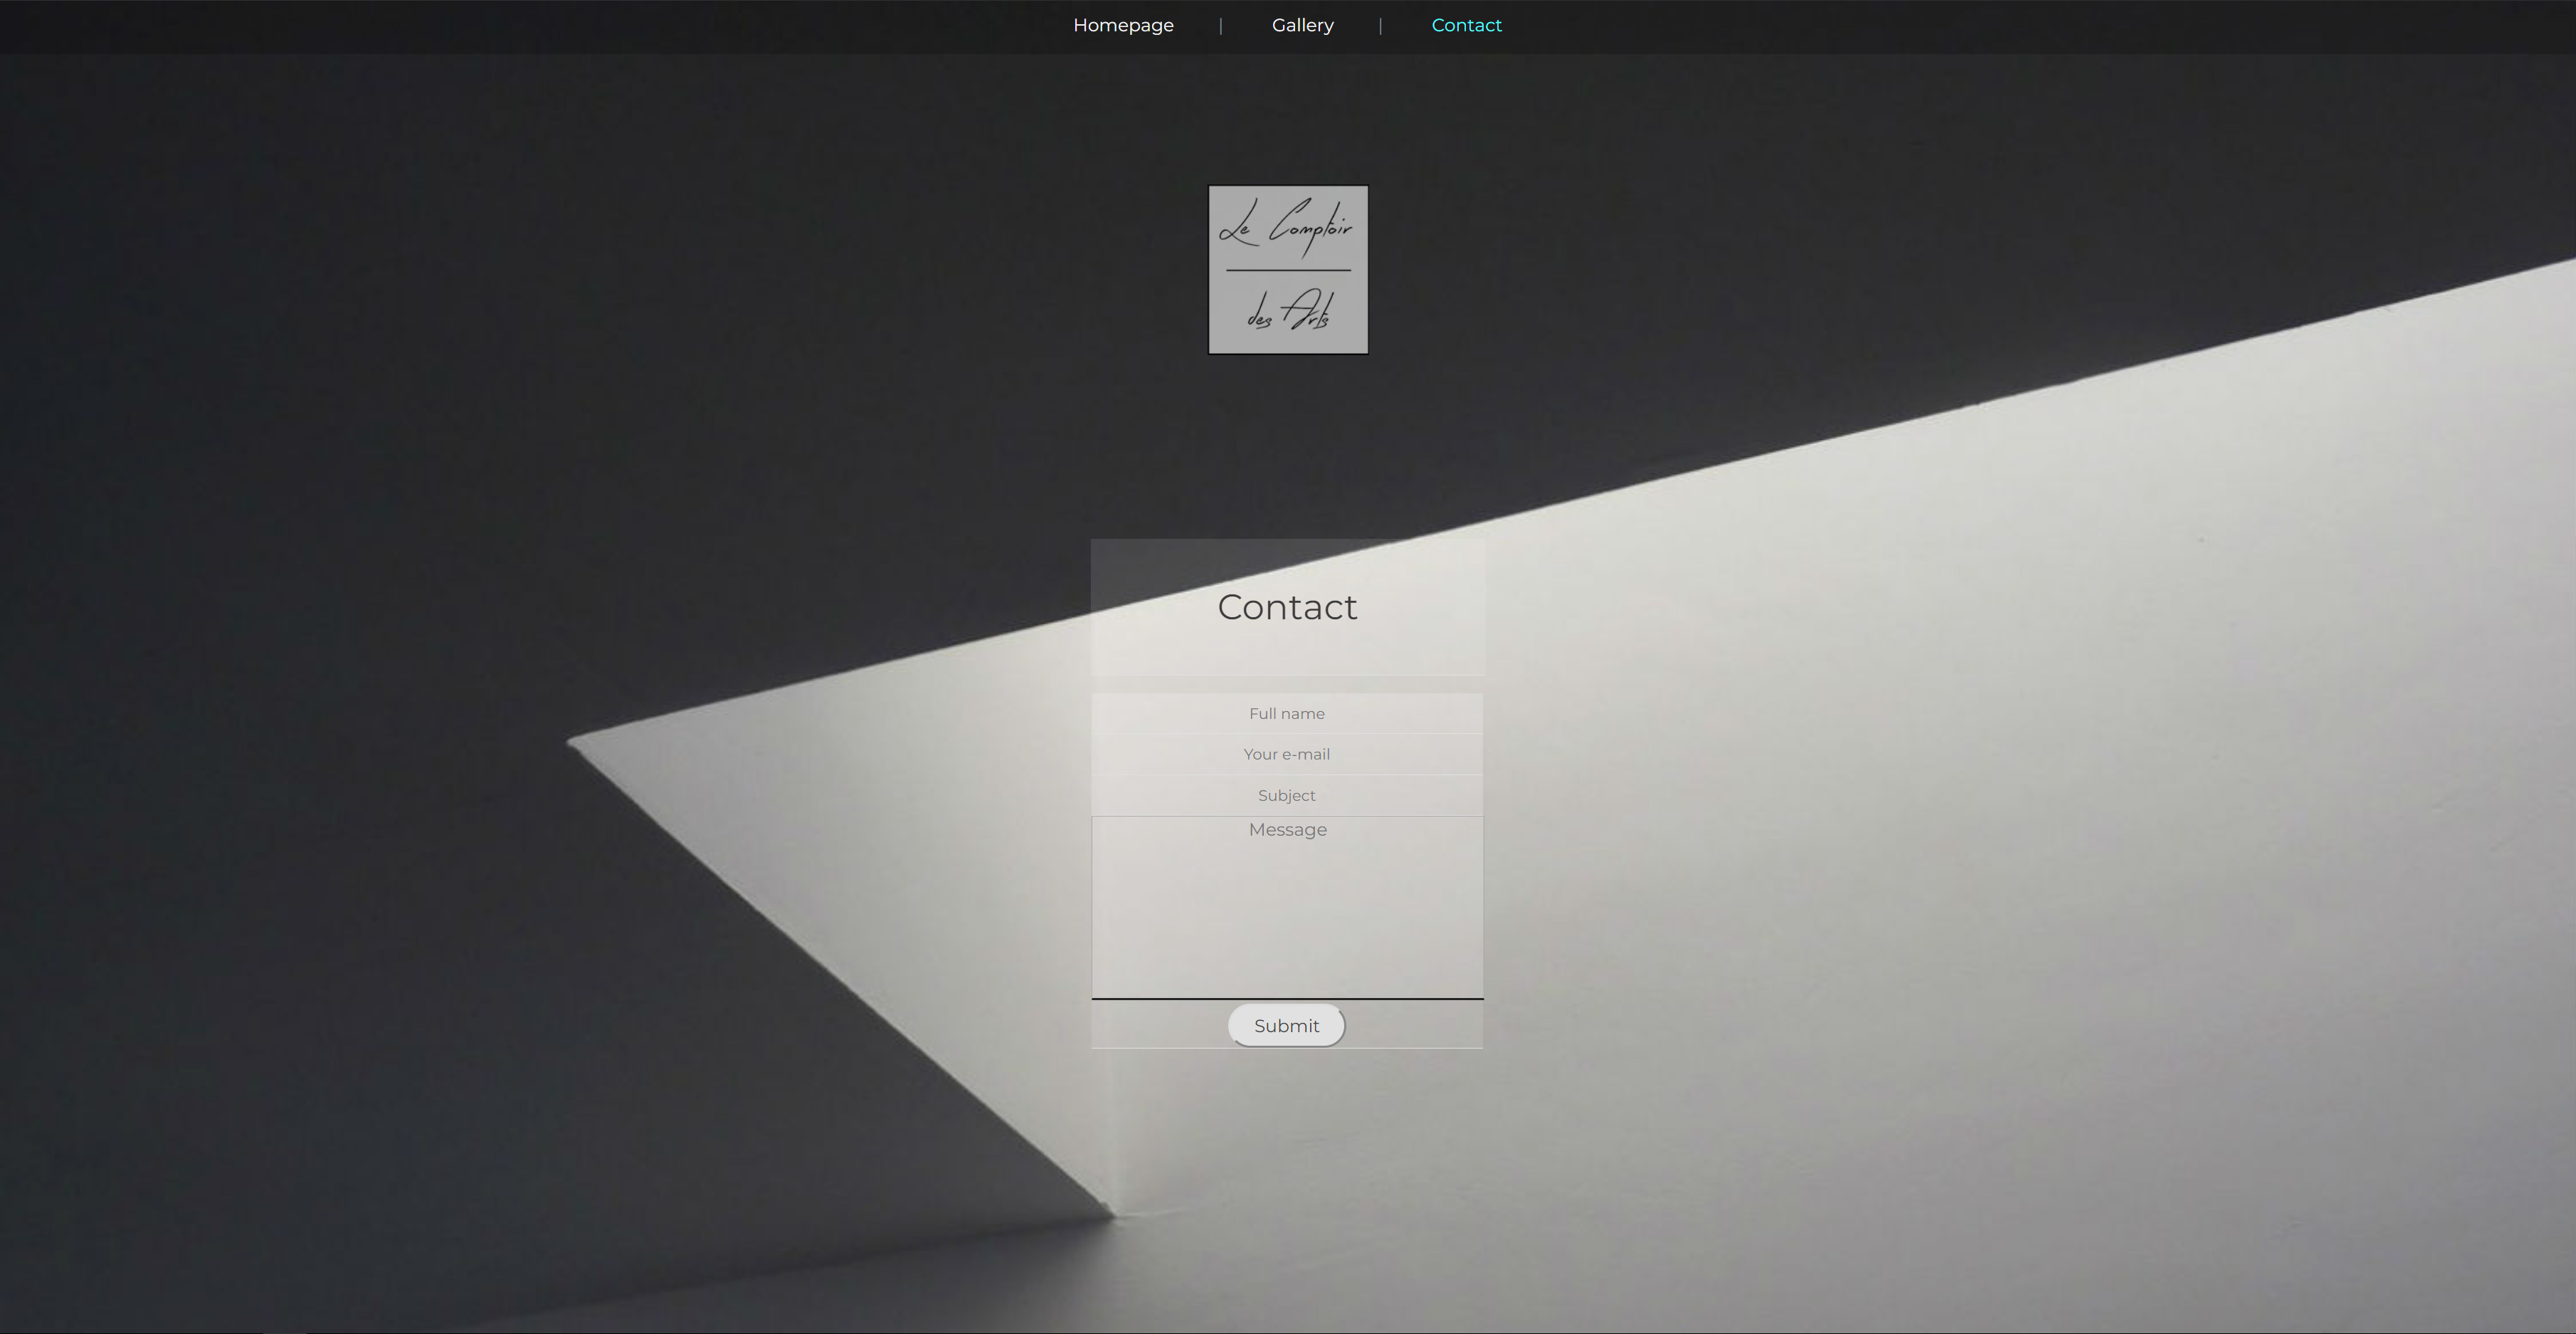 Homepage | Gallery | Contact
Le Comptoir
des Arts
Contact
Full name
Your e-mail
Subject
Message
Submit